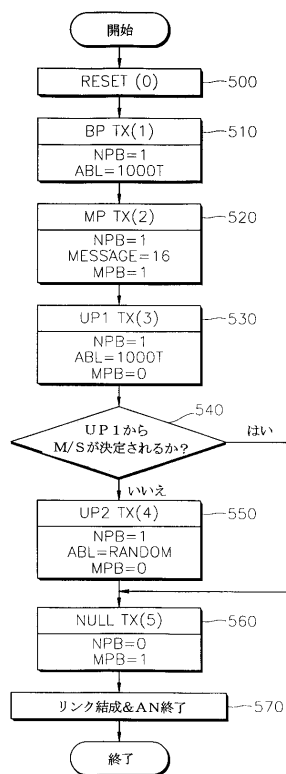 開始
RESET (0)
500
BP TX(1)
510
NPB=1
ABL=1000T
MP TX(2)
520
NPB=1
MESSAGE=16
MPB=1
UP1 TX(3)
530
NPB=1
ABL=1000T
MPB=0
540
UP1から
M/Sが決定されるか?
はい
いいえ
UP2 TX(4)
550
NPB=1
ABL=RANDOM
MPB=0
NULL TX(5)
560
NPB=0
MPB=1
リンク結成&AN終了
570
終了